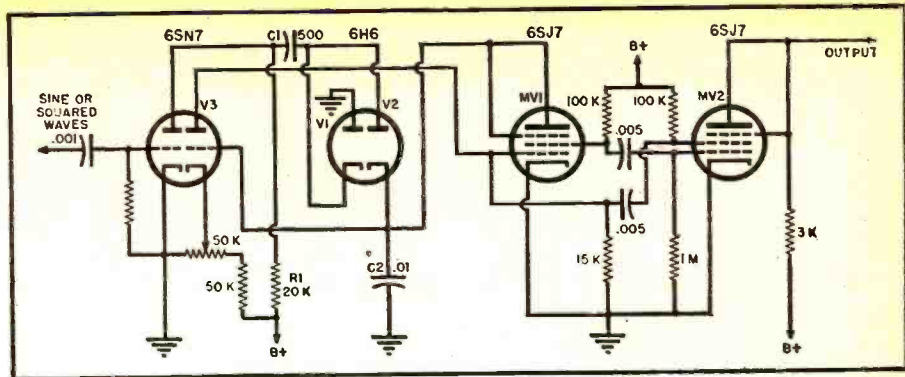 6SN7
C1
500
6H6
6SJ7
6SJ7
B+
OUTPUT
SINE OR
SQUARED
WAVES
.001
V3
V1
V2
MV1
100 K
100 K
MV2
.005
.005
50 K
50 K
R1
20 K
C2
.01
15 K
1M
3K
B+
B+